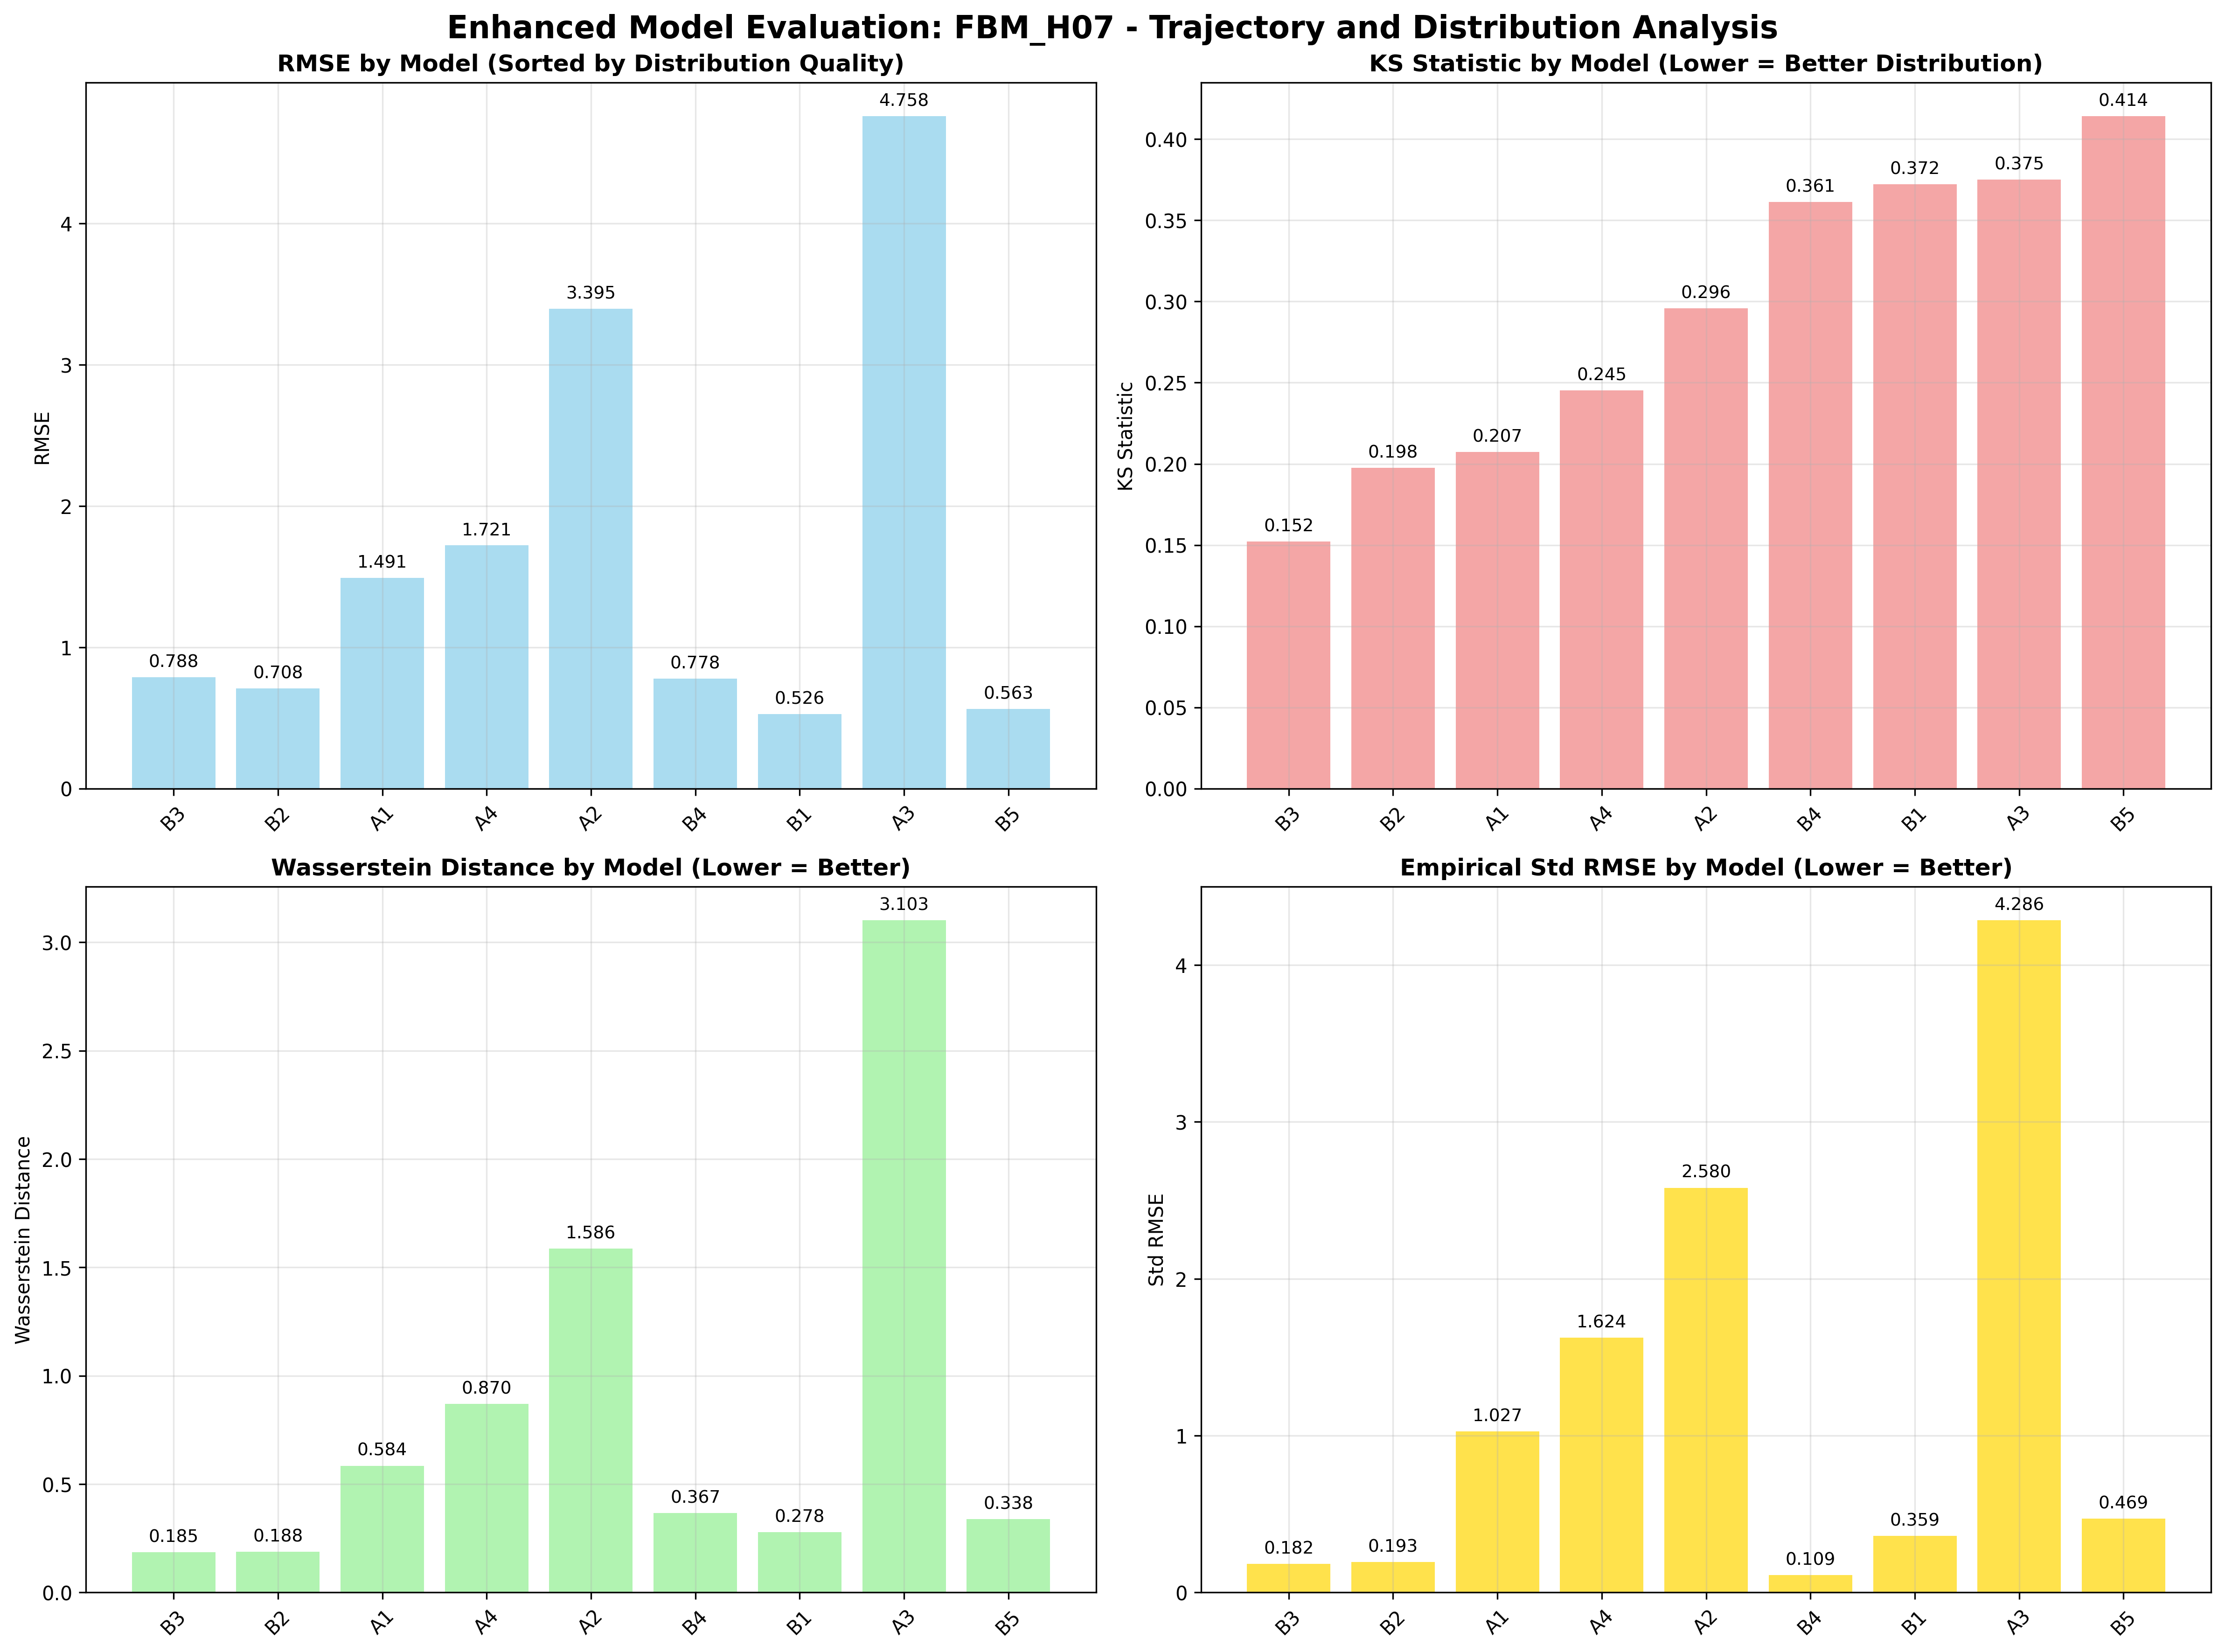 Enhanced Model Evaluation: FBM_H07 - Trajectory and Distribution Analysis
RMSE by Model (Sorted by Distribution Quality)
RMSE
4
3
2
1
0
0.788
0.708
1.491
1.721
3.395
0.778
0.526
4.758
0.563
B3
B2
A1
A4
A2
B4
B1
A3
B5
KS Statistic by Model (Lower = Better Distribution)
KS Statistic
0.40
0.35
0.30
0.25
0.20
0.15
0.10
0.05
0.00
0.152
0.198
0.207
0.245
0.296
0.361
0.372
0.375
0.414
B3
B2
A1
A4
A2
B4
B1
A3
B5
Wasserstein Distance by Model (Lower = Better)
Wasserstein Distance
3.0
2.5
2.0
1.5
1.0
0.5
0.0
0.185
0.188
0.584
0.870
1.586
0.367
0.278
3.103
0.338
B3
B2
A1
A4
A2
B4
B1
A3
B5
Empirical Std RMSE by Model (Lower = Better)
Std RMSE
4
3
2
1
0
0.182
0.193
1.027
1.624
2.580
0.109
0.359
4.286
0.469
B3
B2
A1
A4
A2
B4
B1
A3
B5